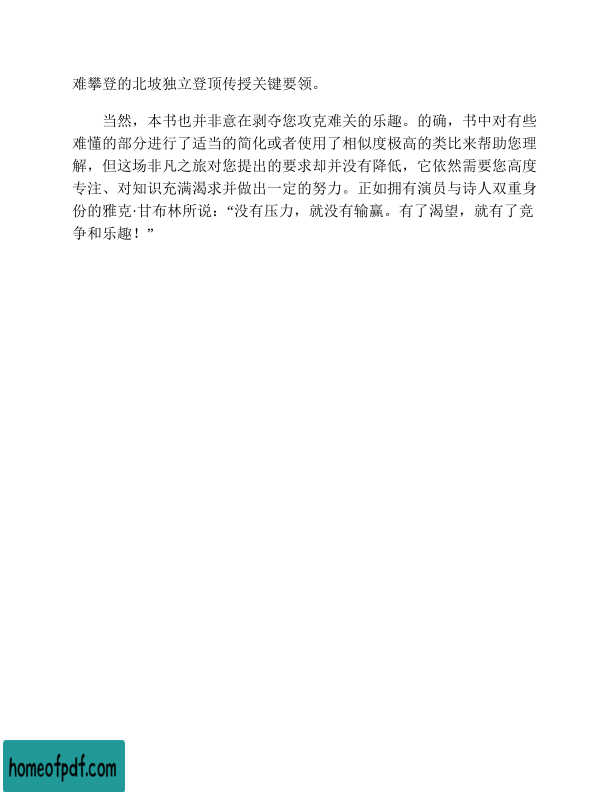 难攀登的北坡独立登顶传授关键要领。
当然，本书也并非意在剥夺您攻克难关的乐趣。的确，书中对有些
难懂的部分进行了适当的简化或者使用了相似度极高的类比来帮助您理
解，但这场非凡之旅对您提出的要求却并没有降低，它依然需要您高度
专注、对知识充满渴求并做出一定的努力。正如拥有演员与诗人双重身
份的雅克·甘布林所说：“没有压力，就没有输赢。有了渴望，就有了竞
争和乐趣！”
homeofpdf.com